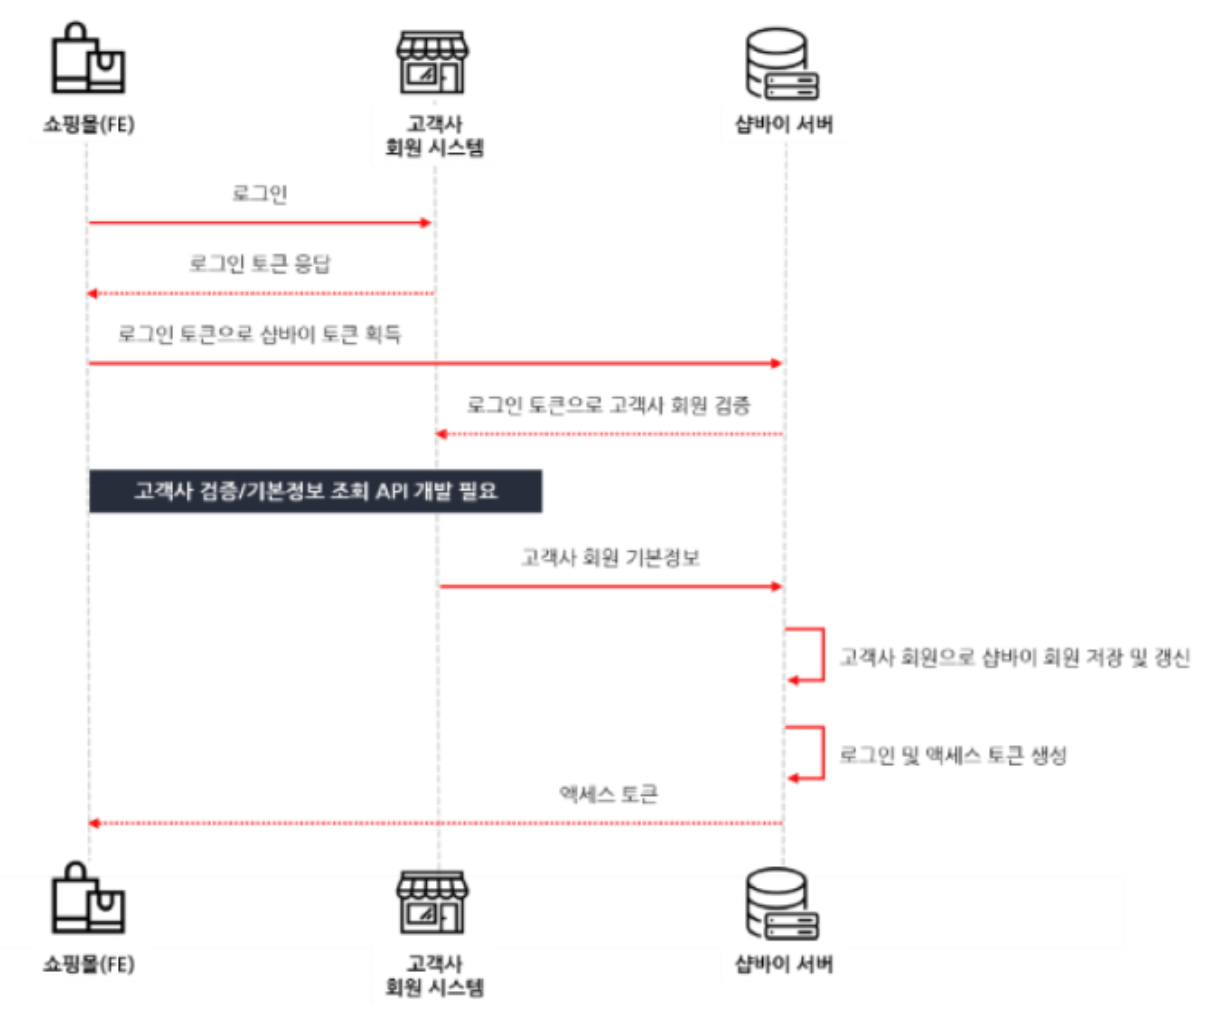 쇼핑몰(FE)
고객사
회원 시스템
샵바이 서버
로그인
로그인 토큰 응답
로그인 토큰으로 샵바이 토큰 획득
로그인 토큰으로 고객사 회원 검증
고객사 검증/기본정보 조회 API 개발 필요
고객사 회원 기본정보
고객사 회원으로 샵바이 회원 저장 및 갱신
로그인 및 액세스 토큰 생성
액세스 토큰
쇼핑몰(FE)
고객사
회원 시스템
샵바이 서버